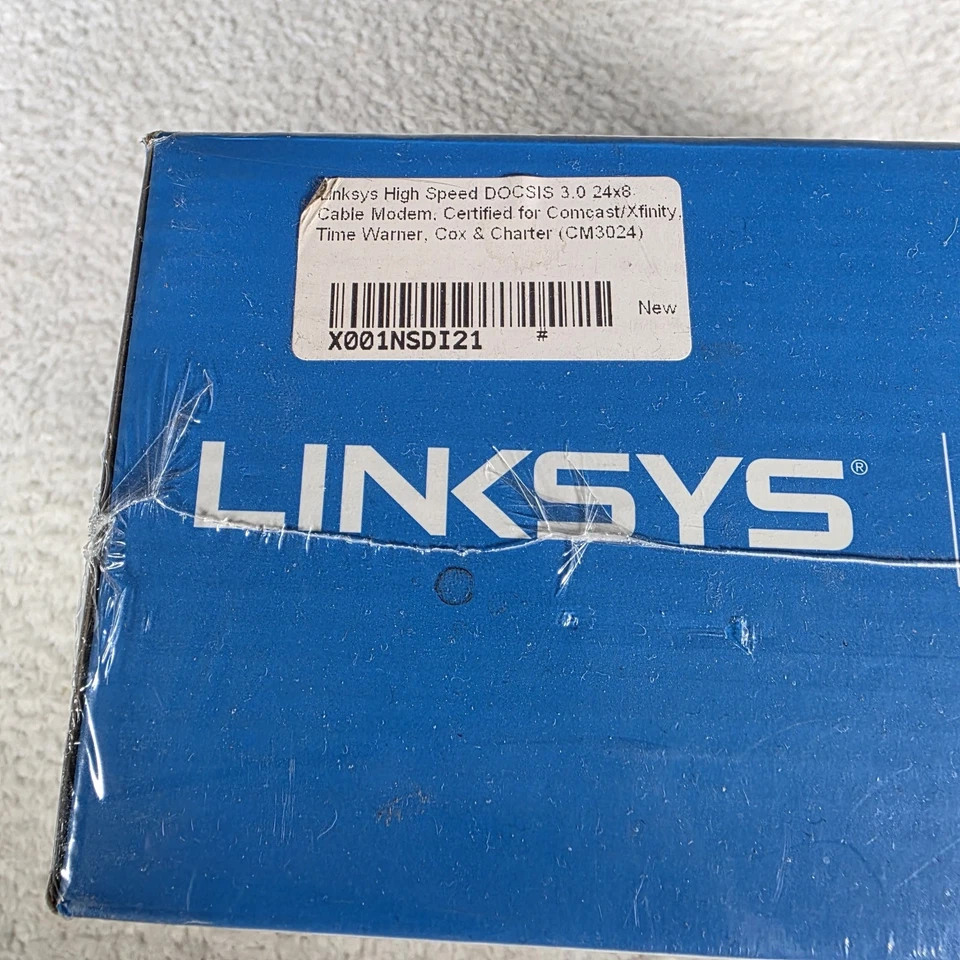 Linksys High Speed DOCSIS 3.0 24x8
Cable Modem, Certified for Comcast/Xfinity,
Time Warner, Cox & Charter (CM3024)
New
X001NSDI21 #
LINKSYS®